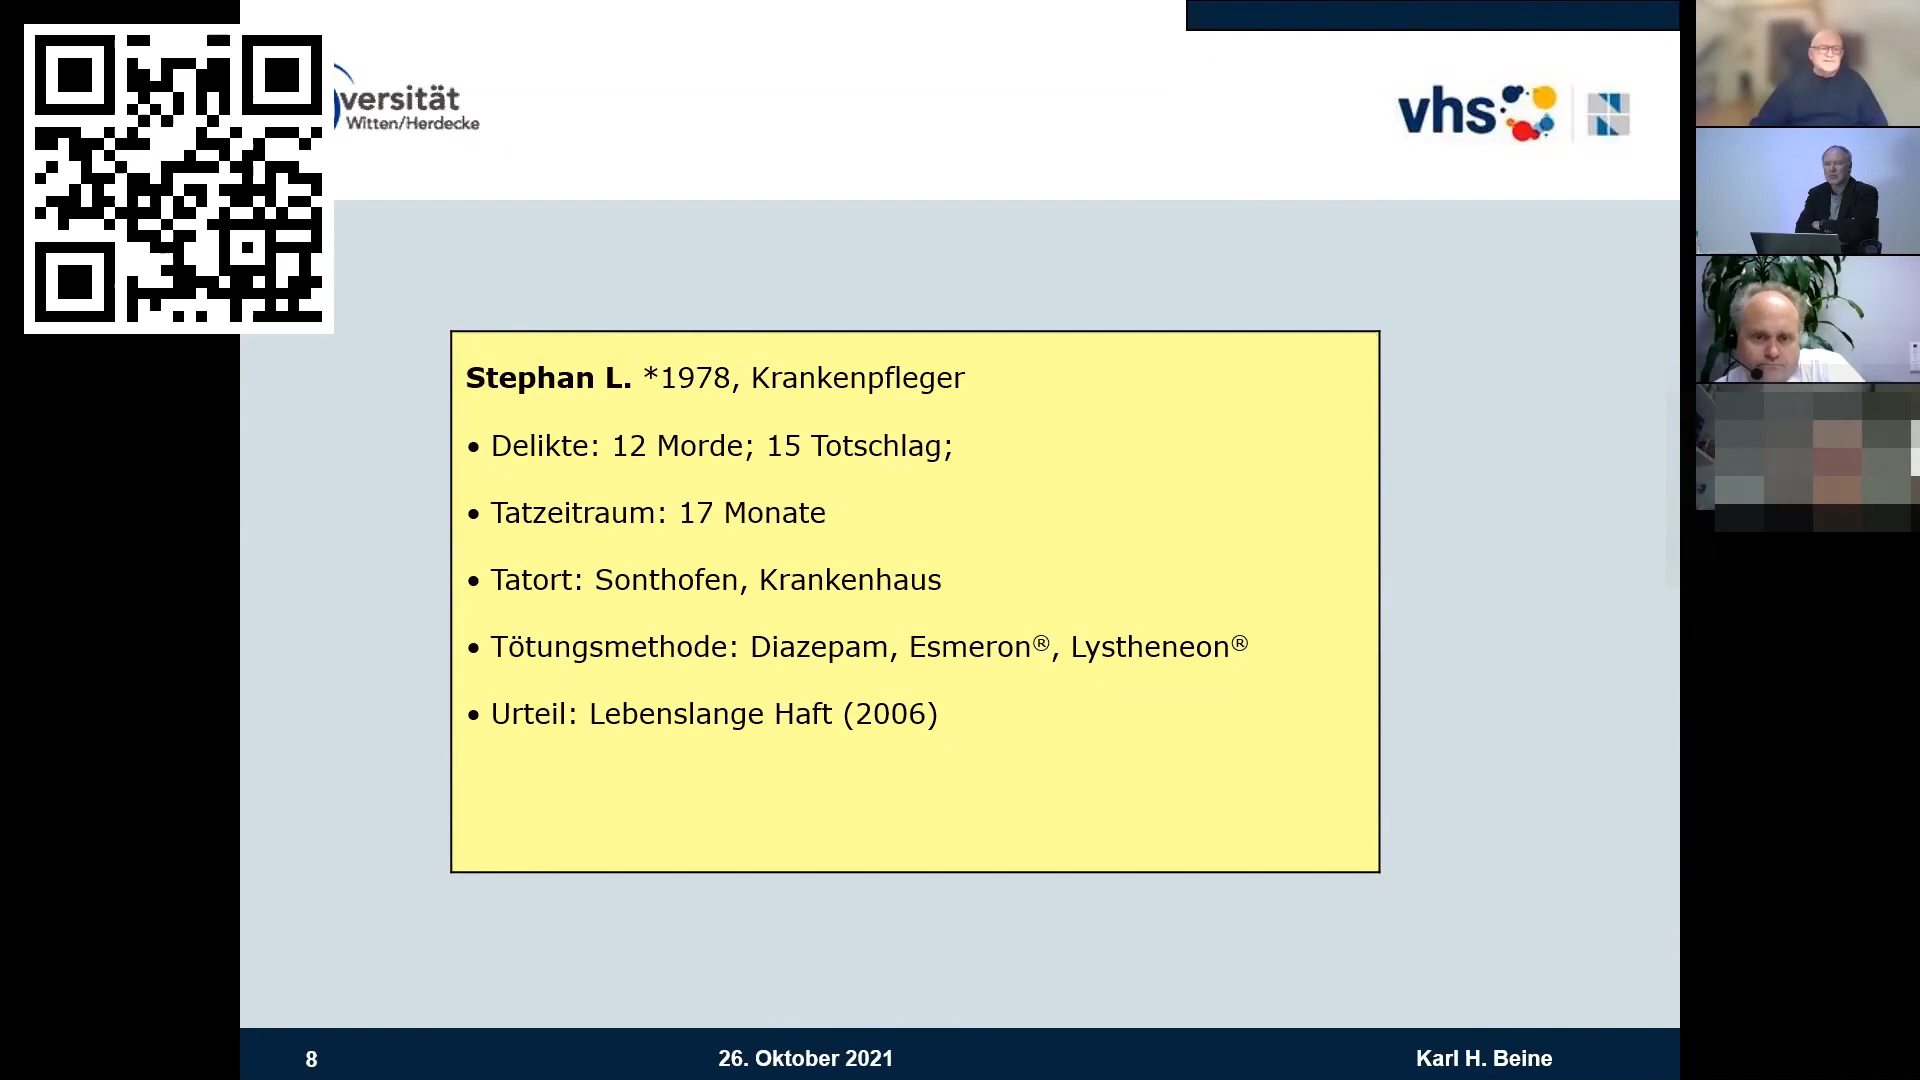 versität
Witten/Herdecke
vhs
Stephan L. *1978, Krankenpfleger
• Delikte: 12 Morde; 15 Totschlag;
• Tatzeitraum: 17 Monate
• Tatort: Sonthofen, Krankenhaus
• Tötungsmethode: Diazepam, Esmeron®, Lystheneon®
• Urteil: Lebenslange Haft (2006)
8
26. Oktober 2021
Karl H. Beine